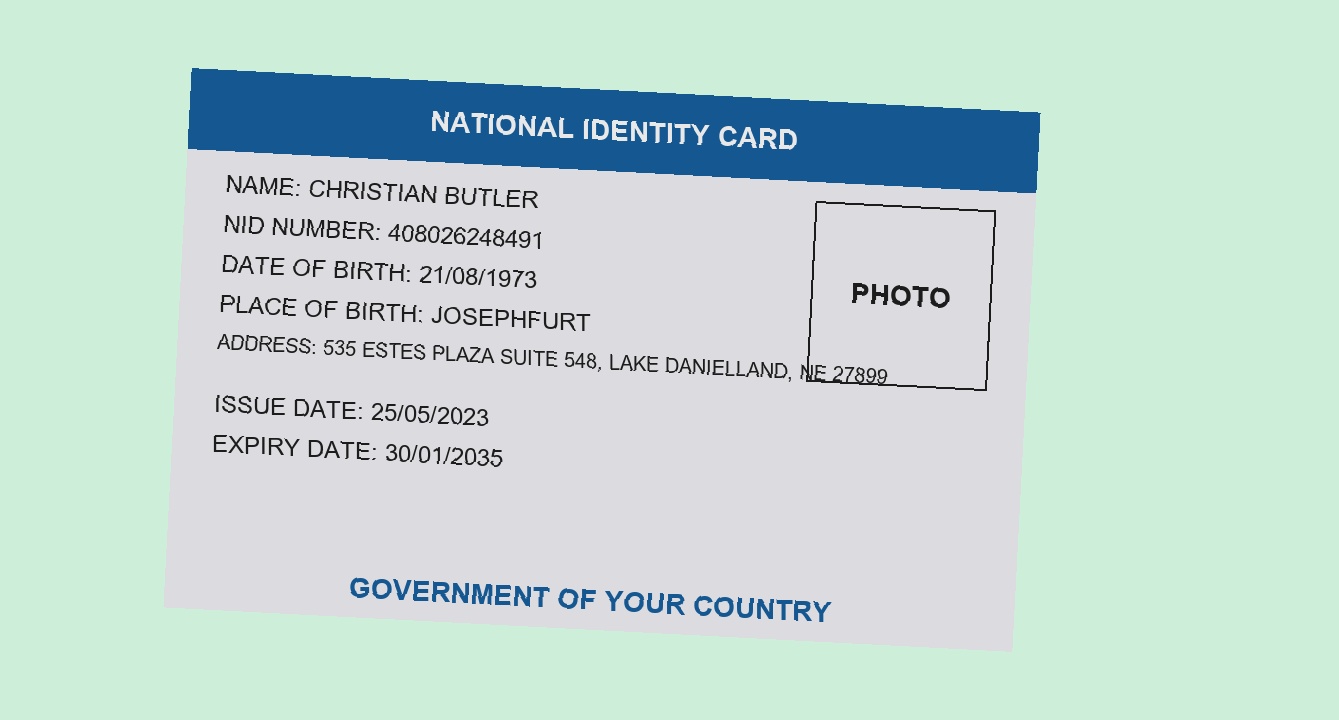 NATIONAL IDENTITY CARD
NAME: CHRISTIAN BUTLER
NID NUMBER: 408026248491
DATE OF BIRTH: 21/08/1973
PLACE OF BIRTH: JOSEPHFURT
ADDRESS: 535 ESTES PLAZA SUITE 548, LAKE DANIELLAND, NE 27899
PHOTO
ISSUE DATE: 25/05/2023
EXPIRY DATE: 30/01/2035
GOVERNMENT OF YOUR COUNTRY